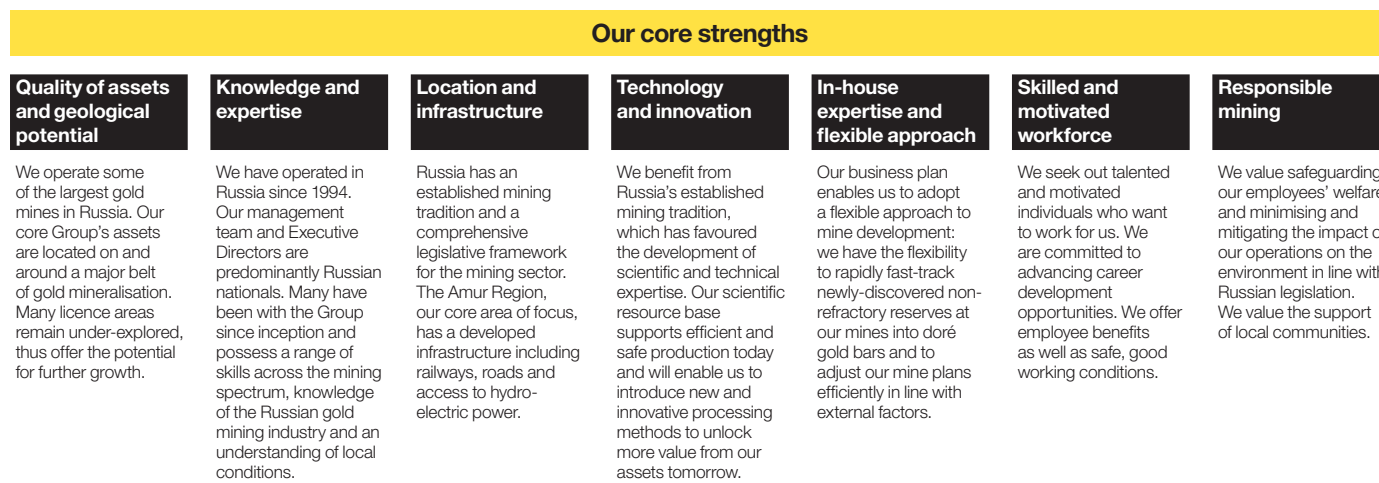 Our core strengths
Quality of assets
and geological
potential
We operate some
of the largest gold
mines in Russia. Our
core Group's assets
are located on and
around a major belt
of gold mineralisation.
Many licence areas
remain under-explored,
thus offer the potential
for further growth.
Knowledge and
expertise
We have operated in
Russia since 1994.
Our management
team and Executive
Directors are
predominantly Russian
nationals. Many have
been with the Group
since inception and
possess a range of
skills across the mining
spectrum, knowledge
of the Russian gold
mining industry and an
understanding of local
conditions.
Location and
infrastructure
Russia has an
established mining
tradition and a
comprehensive
legislative framework
for the mining sector.
The Amur Region,
our core area of focus,
has a developed
infrastructure including
railways, roads and
access to hydro-
electric power.
Technology
and innovation
We benefit from
Russia's established
mining tradition,
which has favoured
the development of
scientific and technical
expertise. Our scientific
resource base
supports efficient and
safe production today
and will enable us to
introduce new and
innovative processing
methods to unlock
more value from our
assets tomorrow.
In-house
expertise and
flexible approach
Our business plan
enables us to adopt
a flexible approach to
mine development:
we have the flexibility
to rapidly fast-track
newly-discovered non-
refractory reserves at
our mines into doré
gold bars and to
adjust our mine plans
efficiently in line with
external factors.
Skilled and
motivated
workforce
We seek out talented
and motivated
individuals who want
to work for us. We
are committed to
advancing career
development
opportunities. We offer
employee benefits
as well as safe, good
working conditions.
Responsible
mining
We value safeguarding
our employees' welfare
and minimising and
mitigating the impact of
our operations on the
environment in line with
Russian legislation.
We value the support
of local communities.